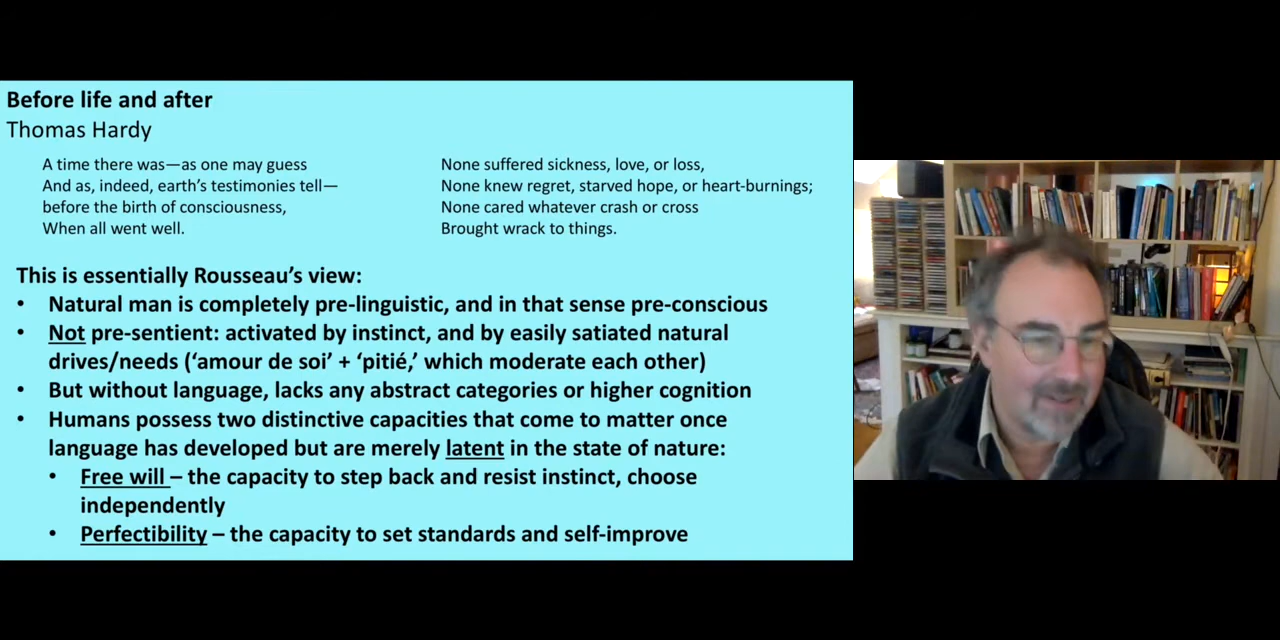 Before life and after
Thomas Hardy
A time there was—as one may guess
And as, indeed, earth's testimonies tell—
before the birth of consciousness,
When all went well.
None suffered sickness, love, or loss,
None knew regret, starved hope, or heart-burnings;
None cared whatever crash or cross
Brought wrack to things.
This is essentially Rousseau's view:
• Natural man is completely pre-linguistic, and in that sense pre-conscious
• Not pre-sentient: activated by instinct, and by easily satiated natural
drives/needs ('amour de soi' + 'pitié,' which moderate each other)
• But without language, lacks any abstract categories or higher cognition
• Humans possess two distinctive capacities that come to matter once
language has developed but are merely latent in the state of nature:
• Free will – the capacity to step back and resist instinct, choose
independently
• Perfectibility – the capacity to set standards and self-improve